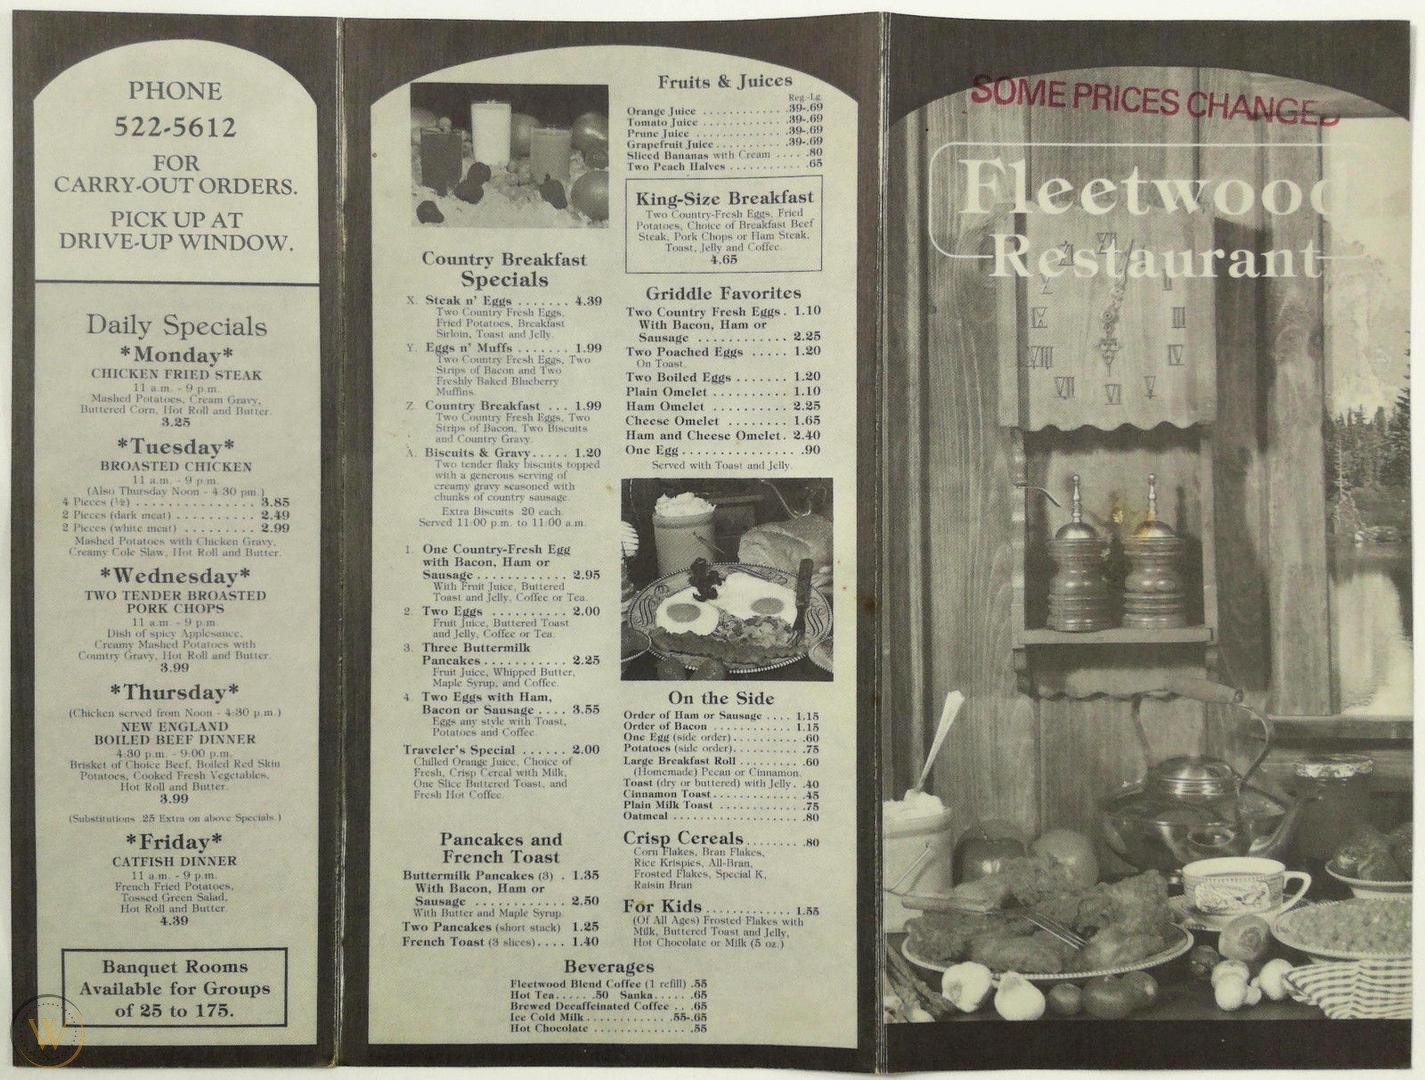 PHONE
522-5612
FOR
CARRY-OUT ORDERS.
PICK UP AT
DRIVE-UP WINDOW.
Daily Specials
*Monday*
CHICKEN FRIED STEAK
11 a.m. - 9 p.m.
Mashed Potatoes, Cream Gravy,
Buttered Corn, Hot Roll and Butter.
3.25
*Tuesday*
BROASTED CHICKEN
11 a.m. - 9 p.m.
(Also Thursday Noon - 4:30 pm.)
4 Pieces (½) . . . . . . . . . . . . . . . 3.85
2 Pieces (dark meat) . . . . . . . . . . 2.49
2 Pieces (white meat) . . . . . . . . . 2.99
Mashed Potatoes with Chicken Gravy,
Creamy Cole Slaw, Hot Roll and Butter.
*Wednesday*
TWO TENDER BROASTED
PORK CHOPS
11 a.m. - 9 p.m.
Dish of spicy Applesauce,
Creamy Mashed Potatoes with
Country Gravy, Hot Roll and Butter.
3.99
*Thursday*
(Chicken served from Noon - 4:30 p.m.)
NEW ENGLAND
BOILED BEEF DINNER
4:30 p.m. - 9:00 p.m.
Brisket of Choice Beef, Boiled Red Skin
Potatoes, Cooked Fresh Vegetables,
Hot Roll and Butter.
3.99
(Substitutions .25 Extra on above Specials.)
*Friday*
CATFISH DINNER
11 a.m. - 9 p.m.
French Fried Potatoes,
Tossed Green Salad,
Hot Roll and Butter.
4.39
Banquet Rooms
Available for Groups
of 25 to 175.
W
Country Breakfast
Specials
X. Steak n' Eggs . . . . . . . 4.39
Two Country Fresh Eggs,
Fried Potatoes, Breakfast
Sirloin, Toast and Jelly.
Y. Eggs n' Muffs . . . . . . . 1.99
Two Country Fresh Eggs, Two
Strips of Bacon and Two
Freshly Baked Blueberry
Muffins.
Z. Country Breakfast . . . 1.99
Two Country Fresh Eggs, Two
Strips of Bacon, Two Biscuits
and Country Gravy.
A. Biscuits & Gravy. . . . . 1.20
Two tender flaky biscuits topped
with a generous serving of
creamy gravy seasoned with
chunks of country sausage.
Extra Biscuits .20 each.
Served 11:00 p.m. to 11:00 a.m.
1. One Country-Fresh Egg
with Bacon, Ham or
Sausage . . . . . . . . . . . . 2.95
With Fruit Juice, Buttered
Toast and Jelly, Coffee or Tea.
2. Two Eggs . . . . . . . . . . 2.00
Fruit Juice, Buttered Toast
and Jelly, Coffee or Tea.
3. Three Buttermilk
Pancakes . . . . . . . . . . . 2.25
Fruit Juice, Whipped Butter,
Maple Syrup, and Coffee.
4. Two Eggs with Ham,
Bacon or Sausage . . . . 3.55
Eggs any style with Toast,
Potatoes and Coffee.
Traveler's Special . . . . . . 2.00
Chilled Orange Juice, Choice of
Fresh, Crisp Cereal with Milk,
One Slice Buttered Toast, and
Fresh Hot Coffee.
Pancakes and
French Toast
Buttermilk Pancakes (3) . 1.35
With Bacon, Ham or
Sausage . . . . . . . . . . . . 2.50
With Butter and Maple Syrup.
Two Pancakes (short stack) 1.25
French Toast (3 slices). . . . 1.40
Fruits & Juices
Reg.-Lg.
Orange Juice . . . . . . . . . . . .39-.69
Tomato Juice . . . . . . . . . . . .39-.69
Prune Juice . . . . . . . . . . . . .39-.69
Grapefruit Juice . . . . . . . . . .39-.69
Sliced Bananas with Cream . . . . .80
Two Peach Halves . . . . . . . . . . . .65
King-Size Breakfast
Two Country-Fresh Eggs, Fried
Potatoes, Choice of Breakfast Beef
Steak, Pork Chops or Ham Steak,
Toast, Jelly and Coffee.
4.65
Griddle Favorites
Two Country Fresh Eggs . 1.10
With Bacon, Ham or
Sausage . . . . . . . . . . . . 2.25
Two Poached Eggs . . . . . 1.20
On Toast.
Two Boiled Eggs . . . . . . . 1.20
Plain Omelet . . . . . . . . . . 1.10
Ham Omelet . . . . . . . . . . 2.25
Cheese Omelet . . . . . . . . 1.65
Ham and Cheese Omelet . 2.40
One Egg . . . . . . . . . . . . . . .90
Served with Toast and Jelly.
On the Side
Order of Ham or Sausage . . . . 1.15
Order of Bacon . . . . . . . . . . . . 1.15
One Egg (side order). . . . . . . . . .60
Potatoes (side order). . . . . . . . . .75
Large Breakfast Roll . . . . . . . . . .60
(Homemade) Pecan or Cinnamon.
Toast (dry or buttered) with Jelly . .40
Cinnamon Toast . . . . . . . . . . . . .45
Plain Milk Toast . . . . . . . . . . . . .75
Oatmeal . . . . . . . . . . . . . . . . . . .80
Crisp Cereals . . . . . . . . .80
Corn Flakes, Bran Flakes,
Rice Krispies, All-Bran,
Frosted Flakes, Special K,
Raisin Bran
For Kids . . . . . . . . . . . . 1.55
(Of All Ages) Frosted Flakes with
Milk, Buttered Toast and Jelly,
Hot Chocolate or Milk (5 oz.)
Beverages
Fleetwood Blend Coffee (1 refill) .55
Hot Tea . . . . . .50 Sanka . . . . . .65
Brewed Decaffeinated Coffee . . .65
Ice Cold Milk . . . . . . . . . . . .55-.65
Hot Chocolate . . . . . . . . . . . . . .55
SOME PRICES CHANGED
Fleetwood
Restaurant